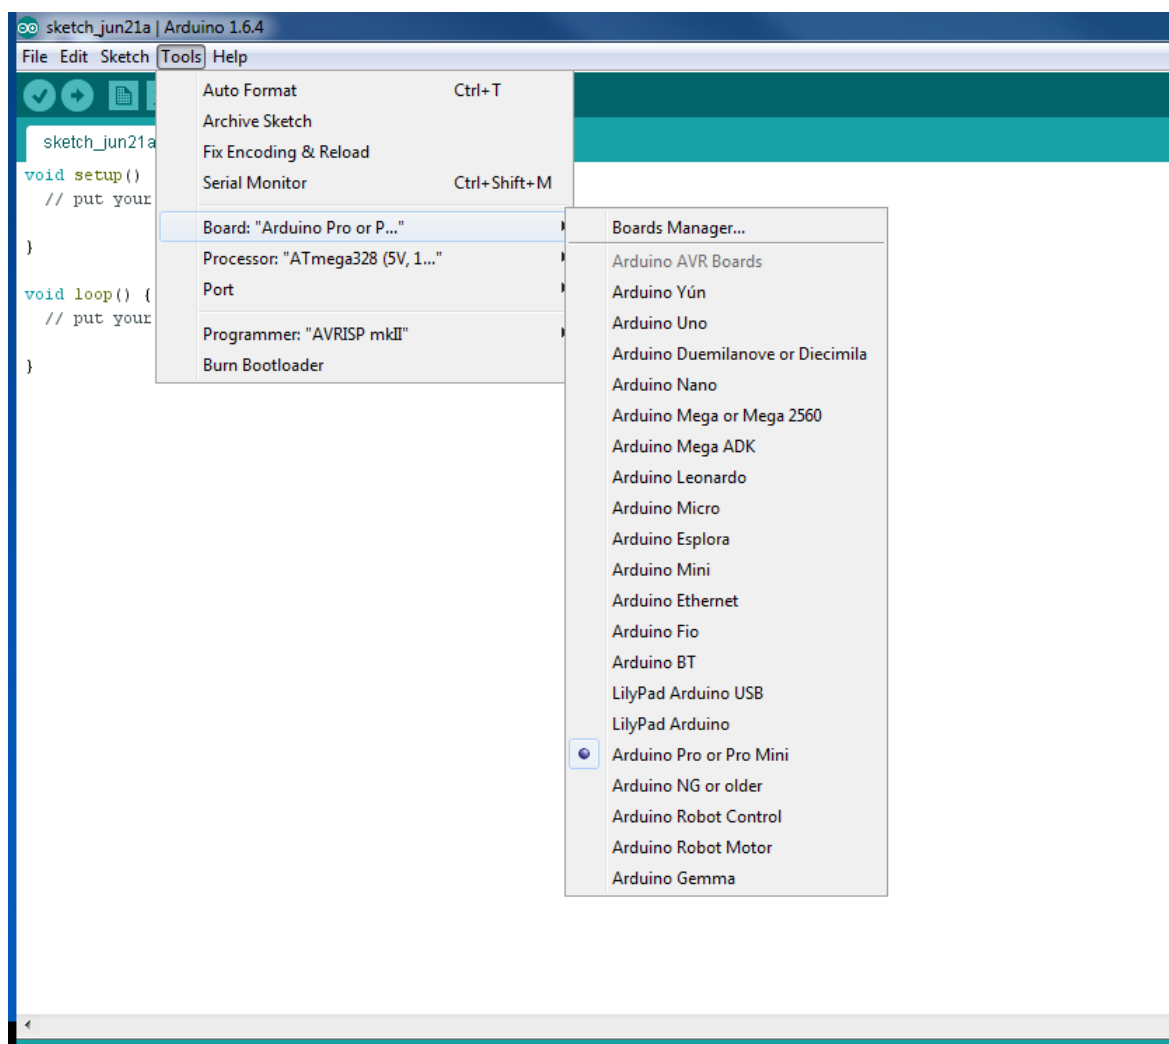 sketch_jun21a | Arduino 1.6.4
File Edit Sketch Tools Help
sketch_jun21a
void setup()
// put your
}
void loop() {
// put your
}
Auto Format Ctrl+T
Archive Sketch
Fix Encoding & Reload
Serial Monitor Ctrl+Shift+M
Board: "Arduino Pro or P..."
Processor: "ATmega328 (5V, 1..."
Port
Programmer: "AVRISP mkII"
Burn Bootloader
Boards Manager...
Arduino AVR Boards
Arduino Yún
Arduino Uno
Arduino Duemilanove or Diecimila
Arduino Nano
Arduino Mega or Mega 2560
Arduino Mega ADK
Arduino Leonardo
Arduino Micro
Arduino Esplora
Arduino Mini
Arduino Ethernet
Arduino Fio
Arduino BT
LilyPad Arduino USB
LilyPad Arduino
Arduino Pro or Pro Mini
Arduino NG or older
Arduino Robot Control
Arduino Robot Motor
Arduino Gemma